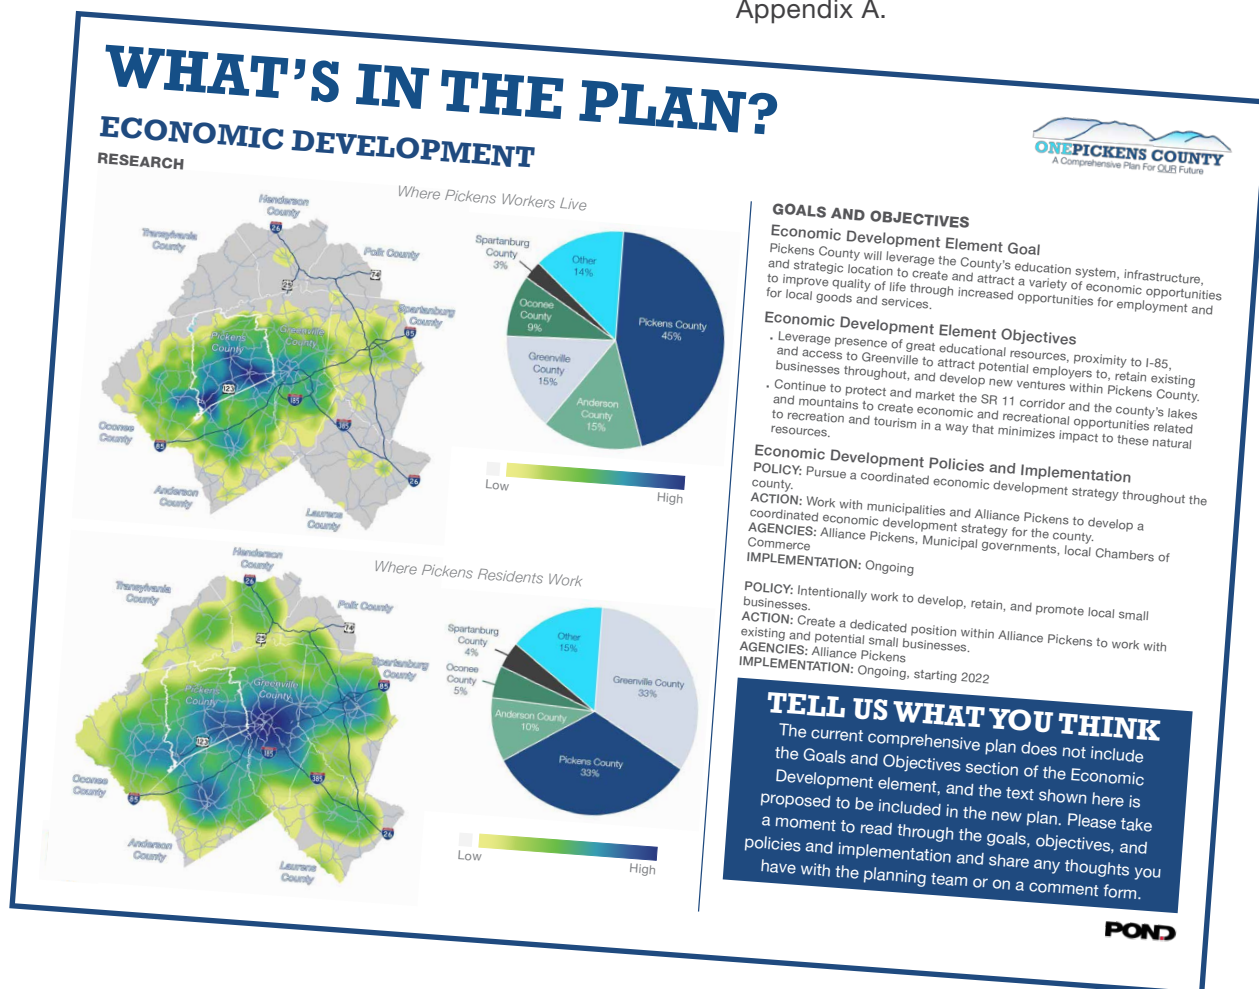 Appendix A.
WHAT'S IN THE PLAN?
ECONOMIC DEVELOPMENT
RESEARCH
ONEPICKENS COUNTY
A Comprehensive Plan For OUR Future
Where Pickens Workers Live
Henderson
County
26
Transylvania
County
Polk County
74
25
Spartanburg
County
85
Pickens
County
Greenville
County
123
185
385
Oconee
County
85
26
Anderson
County
Laurens
County
Spartanburg
County
3%
Other
14%
Oconee
County
9%
Pickens County
45%
Greenville
County
15%
Anderson
County
15%
Low
High
Where Pickens Residents Work
Henderson
County
26
Transylvania
County
Polk County
74
25
Spartanburg
County
85
Pickens
County
Greenville
County
123
185
385
Oconee
County
85
26
Anderson
County
Laurens
County
Spartanburg
County
4%
Other
15%
Oconee
County
5%
Greenville County
33%
Anderson County
10%
Pickens County
33%
Low
High
GOALS AND OBJECTIVES
Economic Development Element Goal
Pickens County will leverage the County's education system, infrastructure,
and strategic location to create and attract a variety of economic opportunities
to improve quality of life through increased opportunities for employment and
for local goods and services.
Economic Development Element Objectives
• Leverage presence of great educational resources, proximity to I-85,
and access to Greenville to attract potential employers to, retain existing
businesses throughout, and develop new ventures within Pickens County.
• Continue to protect and market the SR 11 corridor and the county's lakes
and mountains to create economic and recreational opportunities related
to recreation and tourism in a way that minimizes impact to these natural
resources.
Economic Development Policies and Implementation
POLICY: Pursue a coordinated economic development strategy throughout the
county.
ACTION: Work with municipalities and Alliance Pickens to develop a
coordinated economic development strategy for the county.
AGENCIES: Alliance Pickens, Municipal governments, local Chambers of
Commerce
IMPLEMENTATION: Ongoing
POLICY: Intentionally work to develop, retain, and promote local small
businesses.
ACTION: Create a dedicated position within Alliance Pickens to work with
existing and potential small businesses.
AGENCIES: Alliance Pickens
IMPLEMENTATION: Ongoing, starting 2022
TELL US WHAT YOU THINK
The current comprehensive plan does not include
the Goals and Objectives section of the Economic
Development element, and the text shown here is
proposed to be included in the new plan. Please take
a moment to read through the goals, objectives, and
policies and implementation and share any thoughts you
have with the planning team or on a comment form.
POND